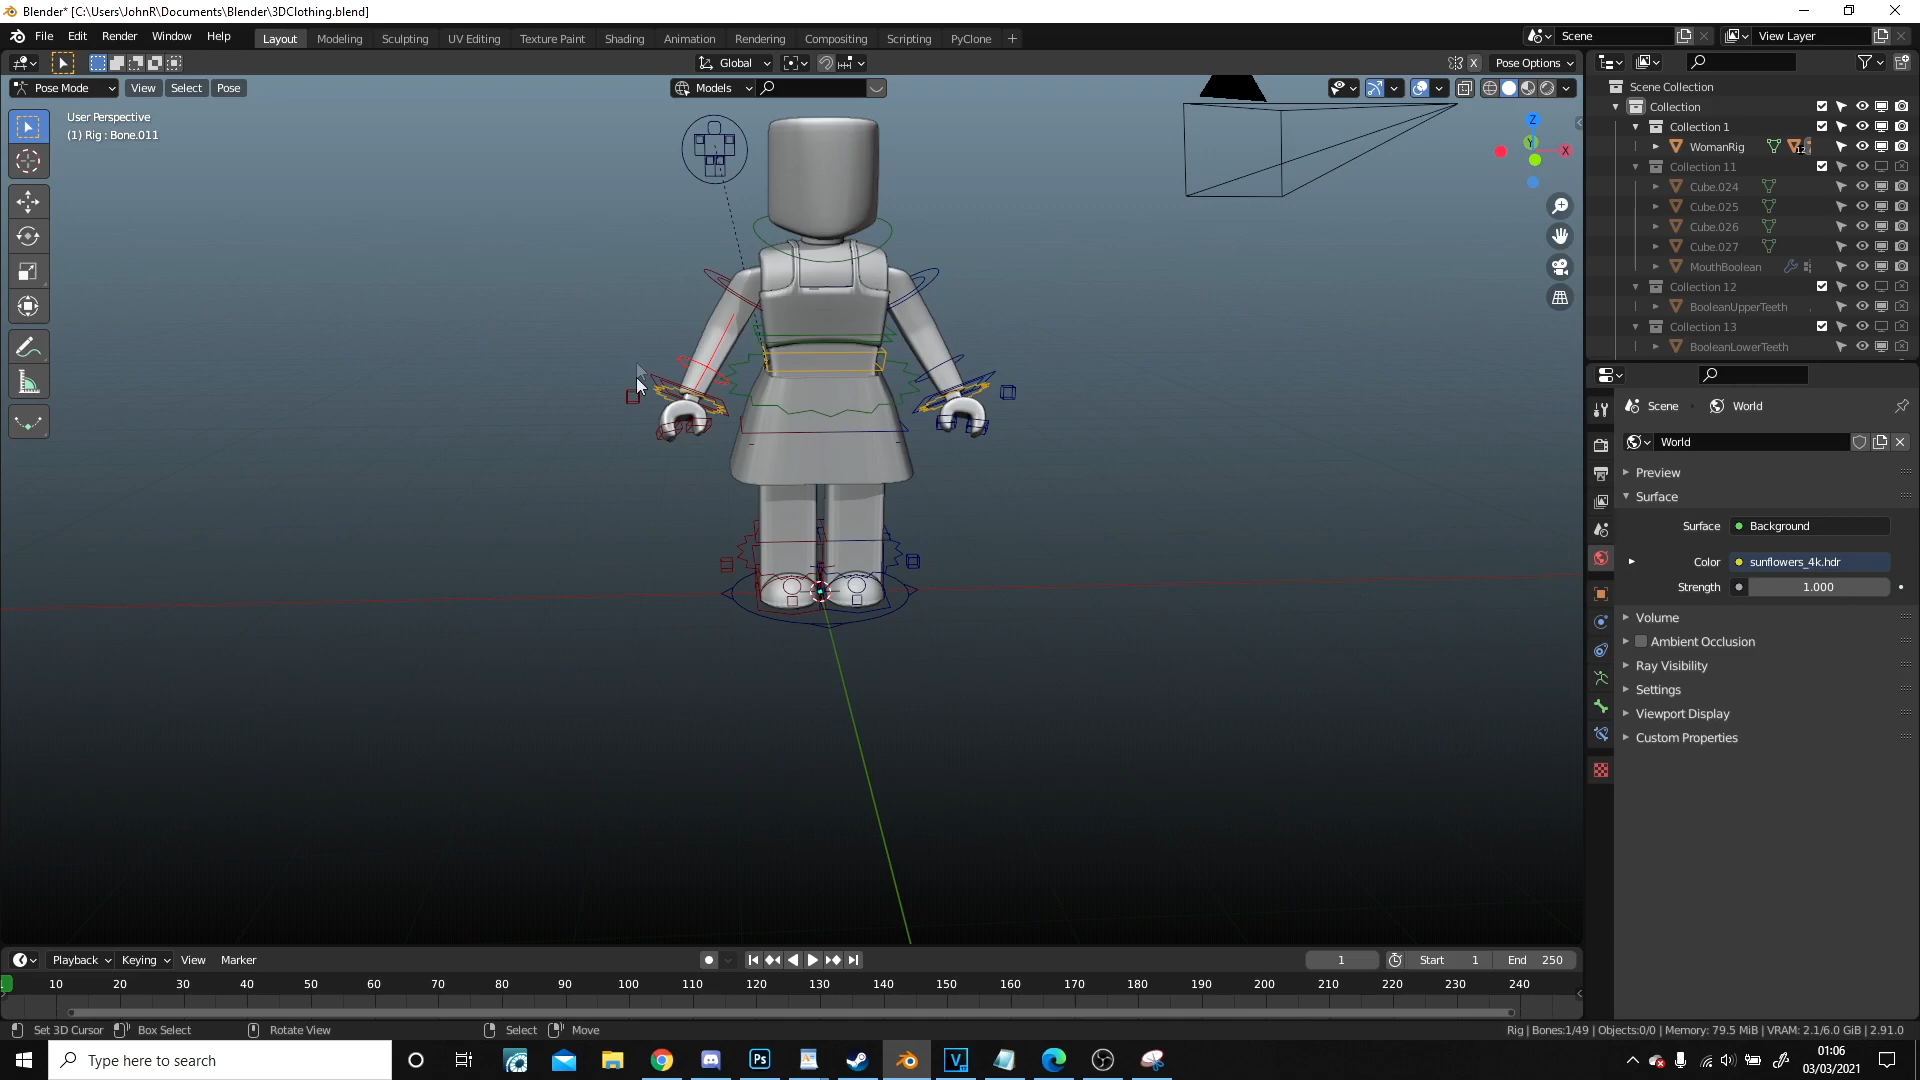 Blender* [C:\Users\JohnR\Documents\Blender\3DClothing.blend]
File Edit Render Window Help
Layout Modeling Sculpting UV Editing Texture Paint Shading Animation Rendering Compositing Scripting PyClone
Scene
View Layer
Global
Pose Options
Pose Mode View Select Pose
Models
User Perspective
(1) Rig : Bone.011
Z
Y
X
Scene Collection
Collection
Collection 1
WomanRig
12
Collection 11
Cube.024
Cube.025
Cube.026
Cube.027
MouthBoolean
Collection 12
BooleanUpperTeeth
Collection 13
BooleanLowerTeeth
Scene World
World
Preview
Surface
Surface Background
Color sunflowers_4k.hdr
Strength 1.000
Volume
Ambient Occlusion
Ray Visibility
Settings
Viewport Display
Custom Properties
Playback Keying View Marker
1 Start 1 End 250
10 20 30 40 50 60 70 80 90 100 110 120 130 140 150 160 170 180 190 200 210 220 230 240
Set 3D Cursor Box Select Rotate View Select Move
Rig | Bones:1/49 | Objects:0/0 | Memory: 79.5 MiB | VRAM: 2.1/6.0 GiB | 2.91.0
Type here to search
Ps
V
01:06
03/03/2021